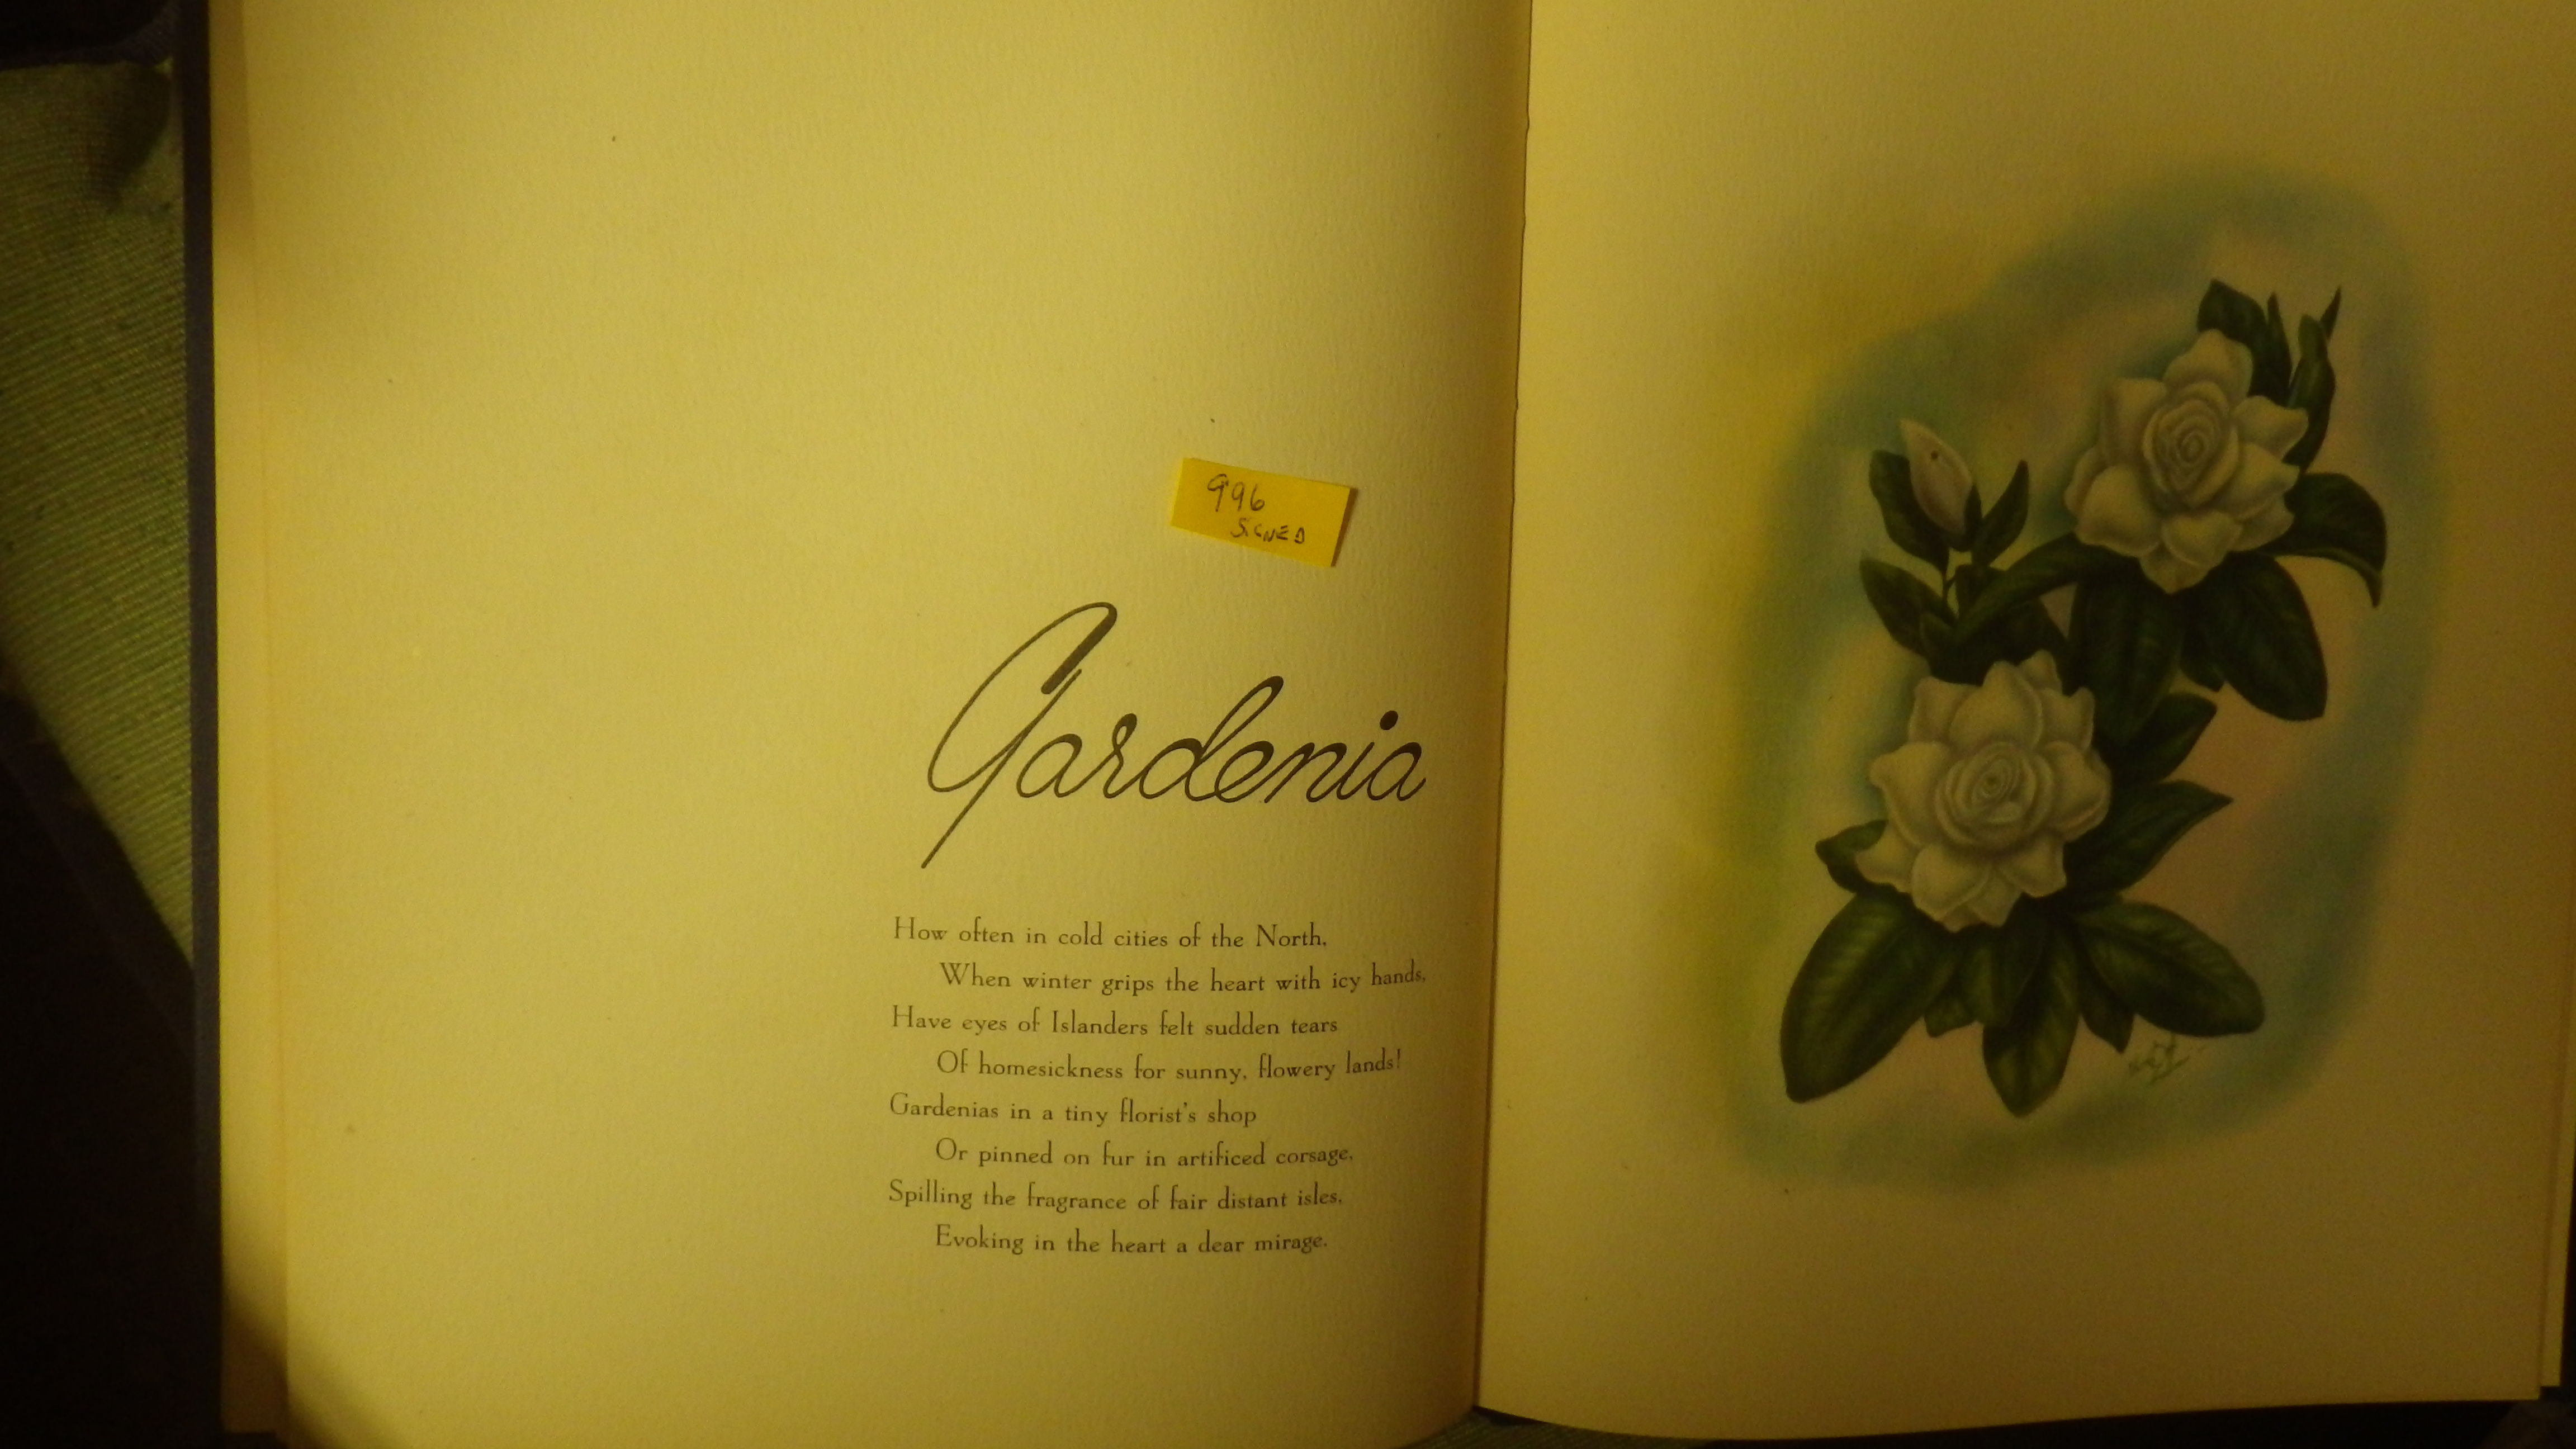 996
SIGNED
Gardenia
How often in cold cities of the North,
When winter grips the heart with icy hands,
Have eyes of Islanders felt sudden tears
Of homesickness for sunny, flowery lands!
Gardenias in a tiny florist's shop
Or pinned on fur in artificed corsage,
Spilling the fragrance of fair distant isles,
Evoking in the heart a dear mirage.